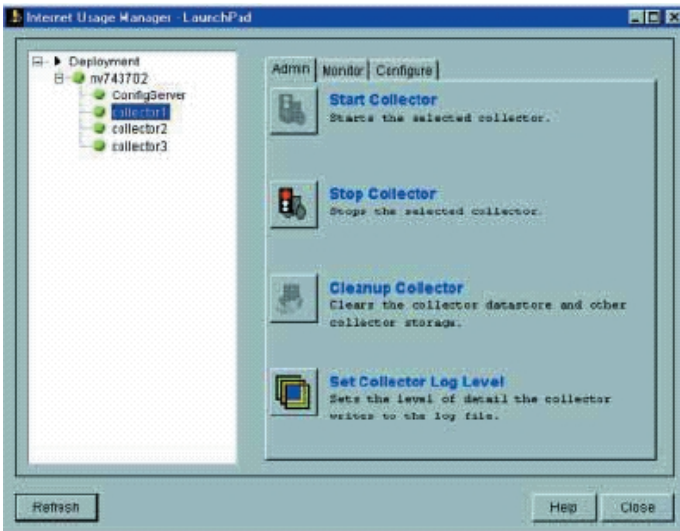 Internet Usage Manager - LaunchPad
Deployment
nv743702
ConfigServer
collector1
collector2
collector3
Admin Monitor Configure
Start Collector
Starts the selected collector.
Stop Collector
Stops the selected collector.
Cleanup Collector
Clears the collector datastore and other
collector storage.
Set Collector Log Level
Sets the level of detail the collector
writes to the log file.
Refresh Help Close